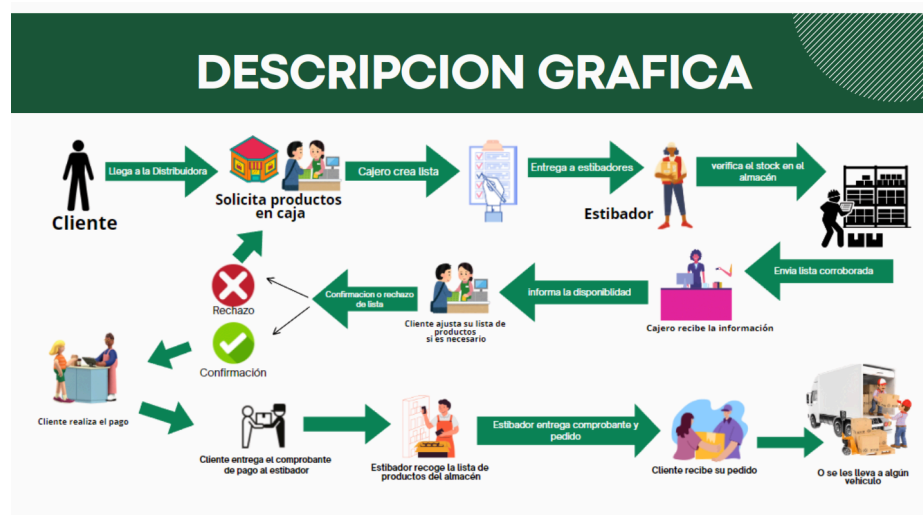 DESCRIPCION GRAFICA
Llega a la Distribuidora
Cliente
Solicita productos
en caja
Cajero crea lista
Entrega a estibadores
Estibador
verifica el stock en el
almacén
Envia lista corroborada
Cajero recibe la información
informa la disponiblidad
Cliente ajusta su lista de
productos
si es necesario
Confirmacion o rechazo
de lista
Rechazo
Confirmación
Cliente realiza el pago
Cliente entrega el comprobante
de pago al estibador
Estibador recoge la lista de
productos del almacén
Estibador entrega comprobante y
pedido
Cliente recibe su pedido
O se les lleva a algún
vehículo